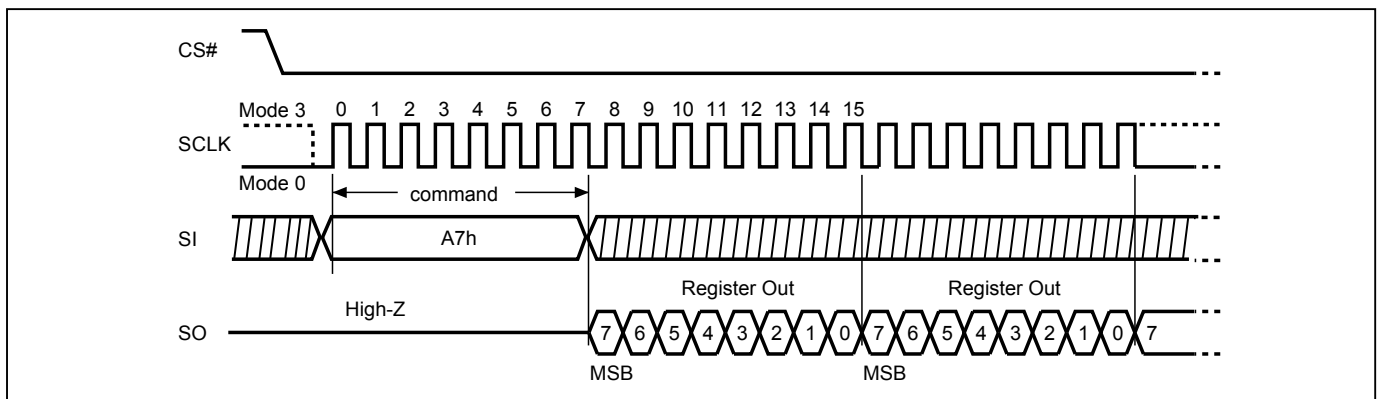 CS#
Mode 3 0 1 2 3 4 5 6 7 8 9 10 11 12 13 14 15
SCLK
Mode 0
command
SI A7h
Register Out Register Out
High-Z
SO 7 6 5 4 3 2 1 0 7 6 5 4 3 2 1 0 7
MSB MSB